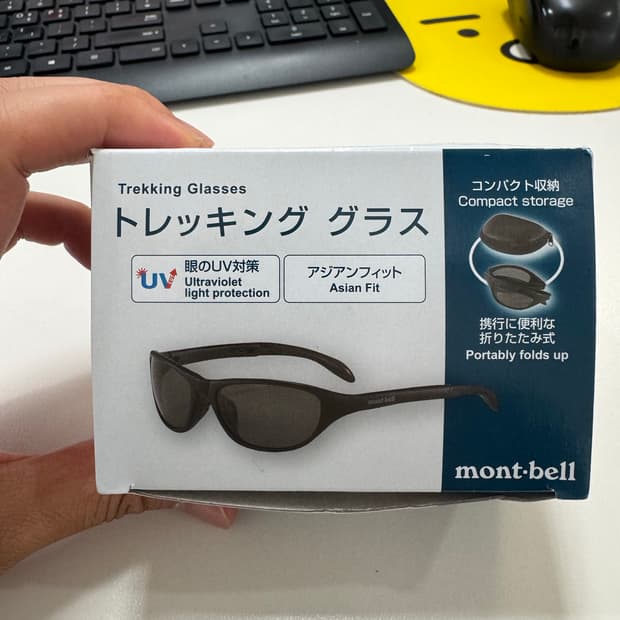 Trekking Glasses
トレッキング グラス
UV
眼のUV対策
Ultraviolet
light protection
アジアンフィット
Asian Fit
mont-bell
コンパクト収納
Compact storage
携行に便利な
折りたたみ式
Portably folds up
mont-bell